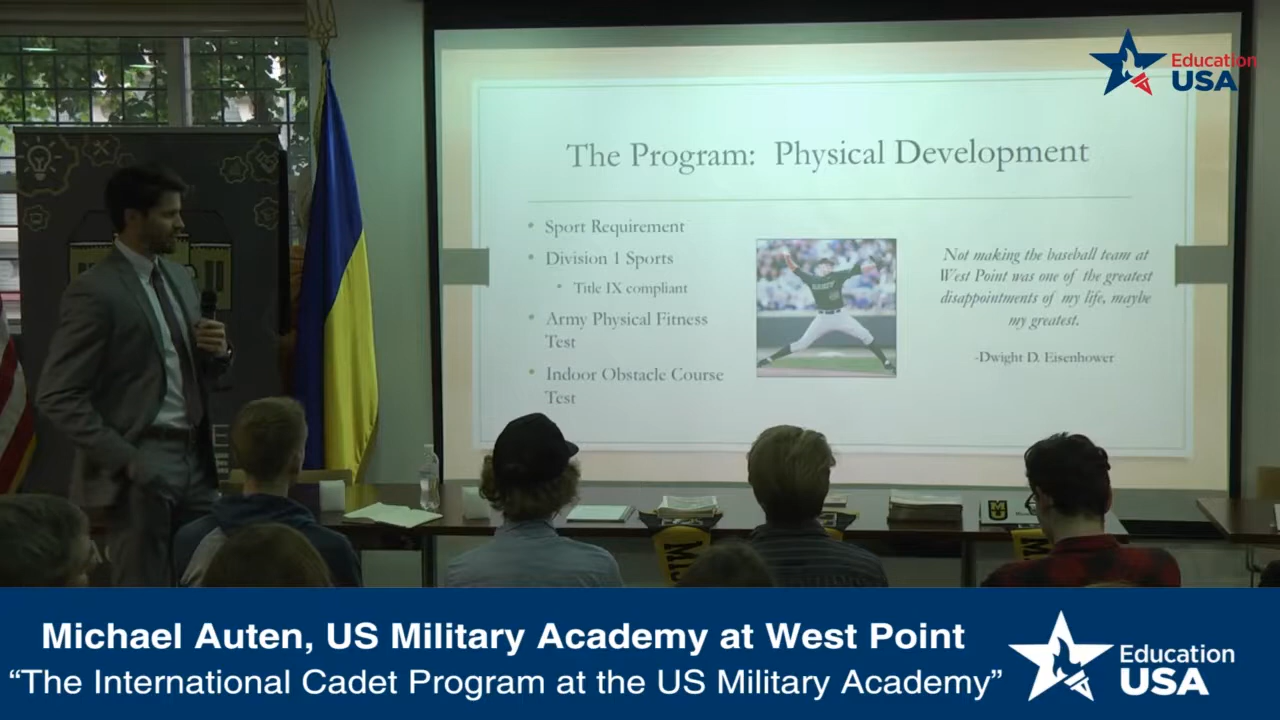 Education
USA
The Program: Physical Development
• Sport Requirement
• Division 1 Sports
• Title IX compliant
• Army Physical Fitness
Test
• Indoor Obstacle Course
Test
ARMY
Not making the baseball team at
West Point was one of the greatest
disappointments of my life, maybe
my greatest.
-Dwight D. Eisenhower
MU
Michael Auten, US Military Academy at West Point
“The International Cadet Program at the US Military Academy”
Education
USA